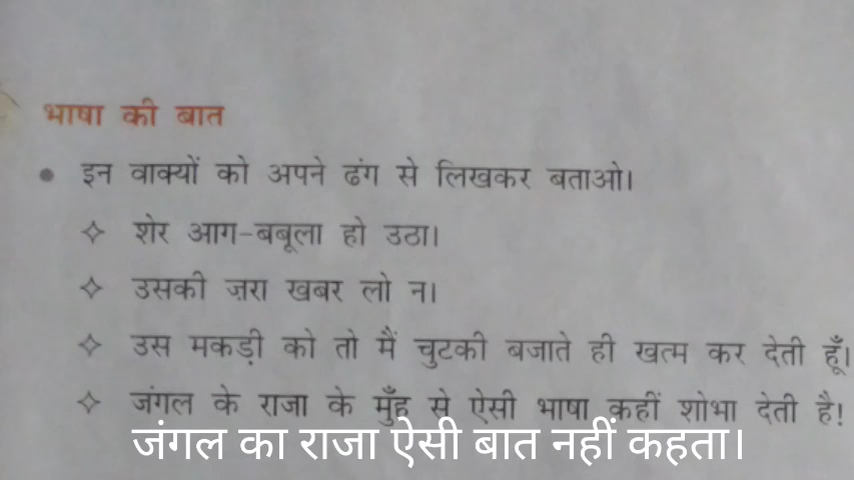 भाषा की बात
• इन वाक्यों को अपने ढंग से लिखकर बताओ।
✧ शेर आग-बबूला हो उठा।
✧ उसकी ज़रा खबर लो न।
✧ उस मकड़ी को तो मैं चुटकी बजाते ही खत्म कर देती हूँ।
✧ जंगल के राजा के मुँह से ऐसी भाषा कहीं शोभा देती है!
जंगल का राजा ऐसी बात नहीं कहता।